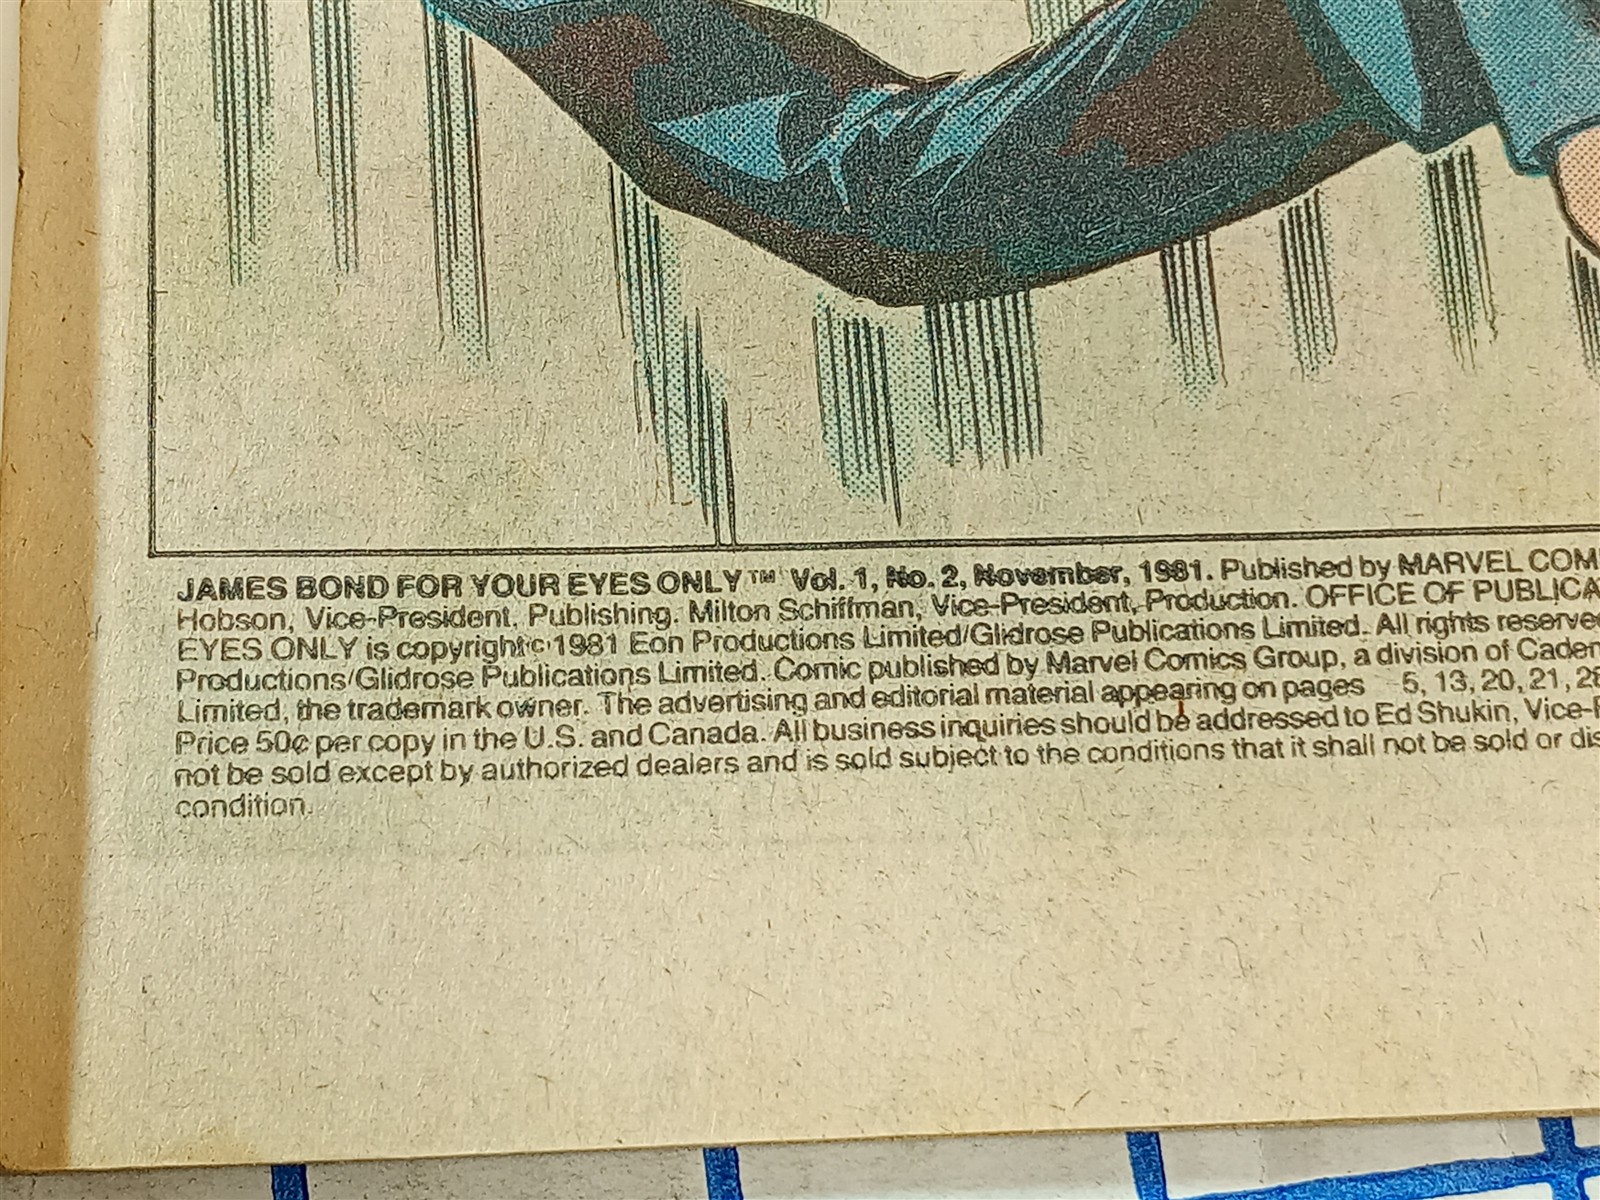 JAMES BOND FOR YOUR EYES ONLY™ Vol. 1, No. 2, November, 1981. Published by MARVEL COM
Hobson, Vice-President, Publishing. Milton Schiffman, Vice-President, Production. OFFICE OF PUBLICA
EYES ONLY is copyright © 1981 Eon Productions Limited/Glidrose Publications Limited. All rights reserve
Productions/Glidrose Publications Limited. Comic published by Marvel Comics Group, a division of Caden
Limited, the trademark owner. The advertising and editorial material appearing on pages 5, 13, 20, 21, 28
Price 50¢ per copy in the U.S. and Canada. All business inquiries should be addressed to Ed Shukin, Vice-P
not be sold except by authorized dealers and is sold subject to the conditions that it shall not be sold or dis
condition.